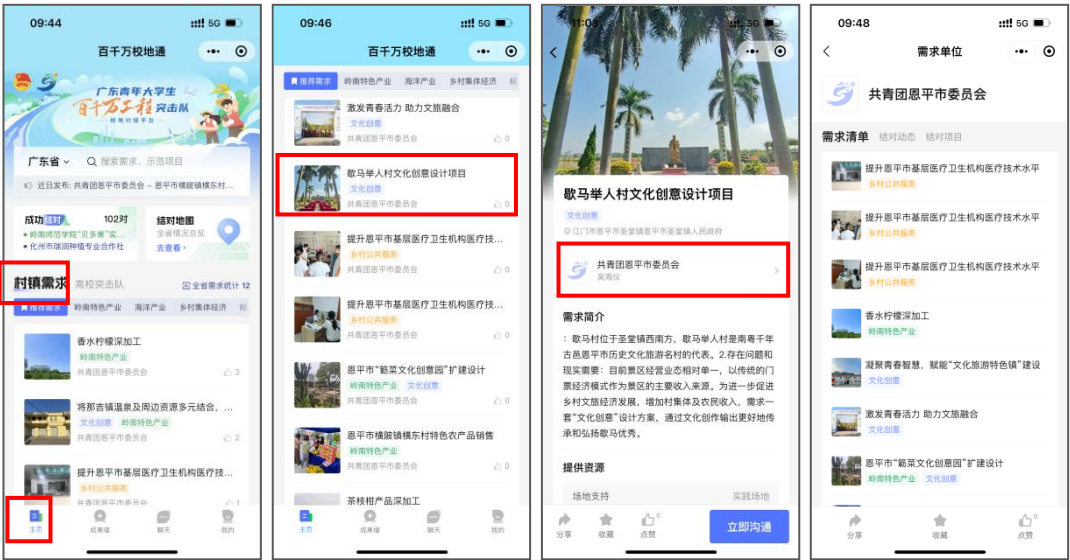 09:44
5G
百千万校地通
广东青年大学生
百千万工程 突击队
校地对接平台
广东省
搜索需求、示范项目
近日发布: 共青团恩平市委员会 – 恩平市横陂镇横东村...
成功结对 102对
岭南师范学院"贝多果"实...
化州市瑞润种植专业合作社
结对地图
全省情况总览
去查看
村镇需求 高校突击队 全省需求统计 12
推荐需求 岭南特色产业 海洋产业 乡村集体经济
香水柠檬深加工
岭南特色产业
共青团恩平市委员会 3
将那吉镇温泉及周边资源多元结合，...
文化创意 岭南特色产业
共青团恩平市委员会 2
提升恩平市基层医疗卫生机构医疗技...
乡村公共服务
共青团恩平市委员会 1
主页 成果墙 聊天 我的
09:46
5G
百千万校地通
推荐需求 岭南特色产业 海洋产业 乡村集体经济
激发青春活力 助力文旅融合
文化创意
共青团恩平市委员会 0
歇马举人村文化创意设计项目
文化创意
共青团恩平市委员会 0
提升恩平市基层医疗卫生机构医疗技...
乡村公共服务
共青团恩平市委员会 0
提升恩平市基层医疗卫生机构医疗技...
乡村公共服务
共青团恩平市委员会 0
恩平市“簕菜文化创意园”扩建设计
岭南特色产业 文化创意
共青团恩平市委员会 0
恩平市横陂镇横东村特色农产品销售
岭南特色产业
共青团恩平市委员会 0
茶枝柑产品深加工
主页 成果墙 聊天 我的
11:03
5G
歇马举人村文化创意设计项目
文化创意
江门市恩平市圣堂镇恩平市圣堂镇人民政府
共青团恩平市委员会
吴海仪
需求简介
：歇马村位于圣堂镇西南方，歇马举人村是南粤千年
古邑恩平市历史文化旅游名村的代表。2.存在问题和
现实需要：目前景区经营业态相对单一，以传统的门
票经济模式作为景区的主要收入来源。为进一步促进
乡村文旅经济发展，增加村集体及农民收入，需求一
套“文化创意”设计方案，通过文化创作输出更好地传
承和弘扬歇马优秀。
提供资源
场地支持 实践场地
分享 收藏 点赞 0 立即沟通
09:48
5G
需求单位
共青团恩平市委员会
需求清单 结对动态 结对项目
提升恩平市基层医疗卫生机构医疗技术水平
乡村公共服务
提升恩平市基层医疗卫生机构医疗技术水平
乡村公共服务
提升恩平市基层医疗卫生机构医疗技术水平
乡村公共服务
香水柠檬深加工
岭南特色产业
凝聚青春智慧，赋能“文化旅游特色镇”建设
文化创意
激发青春活力 助力文旅融合
文化创意
恩平市“簕菜文化创意园”扩建设计
岭南特色产业 文化创意
分享 收藏 点赞 0